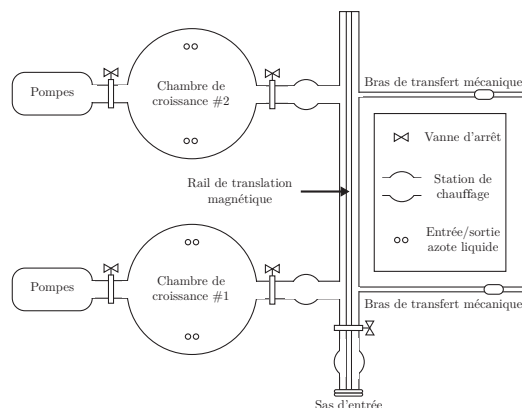 Pompes
Chambre de
croissance #2
Bras de transfert mécanique
Vanne d'arrêt
Station de
chauffage
Rail de translation
magnétique
Entrée/sortie
azote liquide
Pompes
Chambre de
croissance #1
Bras de transfert mécanique
Sas d'entrée